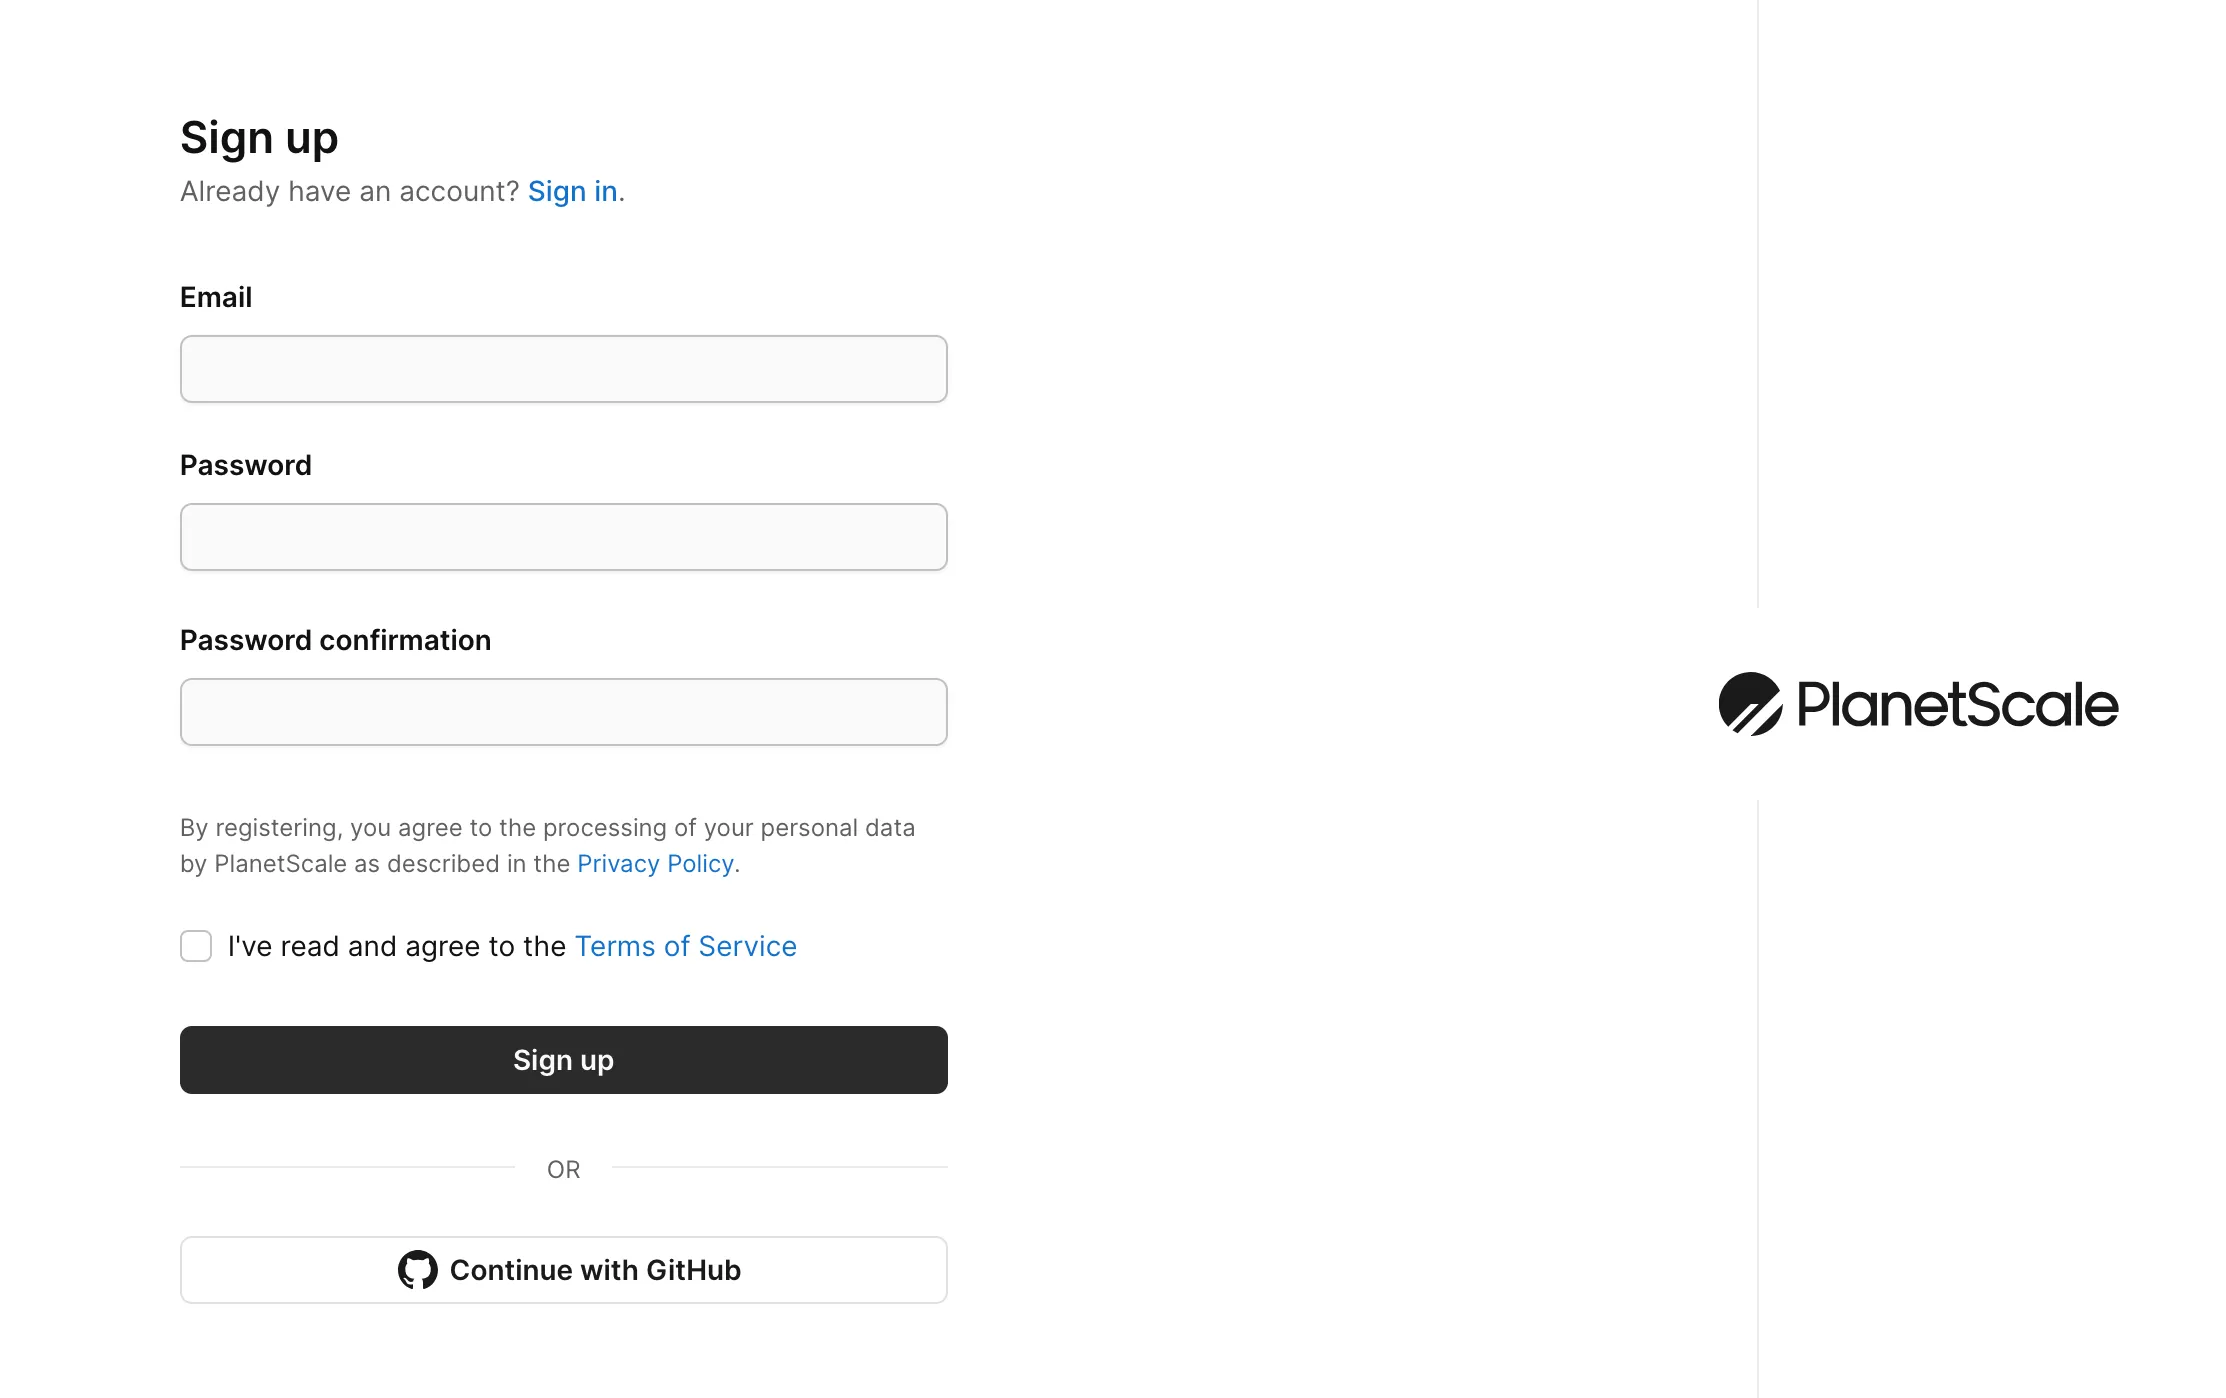 Sign up
Already have an account? Sign in.
Email
Password
Password confirmation
By registering, you agree to the processing of your personal data
by PlanetScale as described in the Privacy Policy.
I've read and agree to the Terms of Service
Sign up
OR
Continue with GitHub
PlanetScale